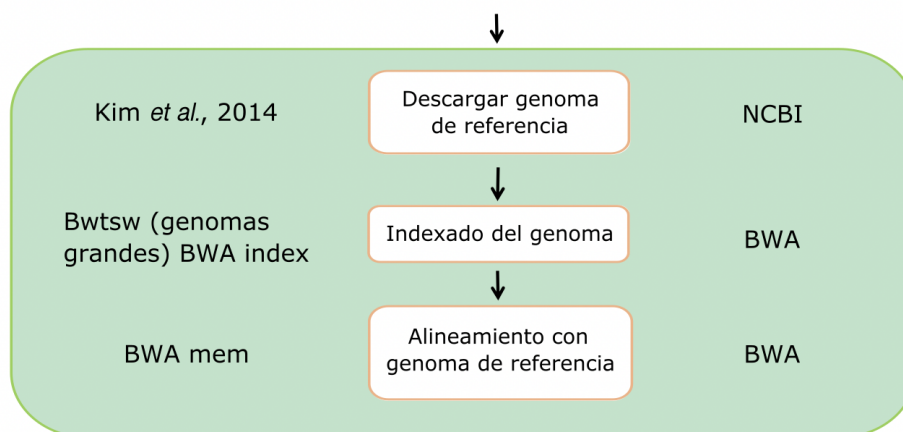 Kim et al., 2014
Descargar genoma
de referencia
NCBI
Bwtsw (genomas
grandes) BWA index
Indexado del genoma
BWA
BWA mem
Alineamiento con
genoma de referencia
BWA